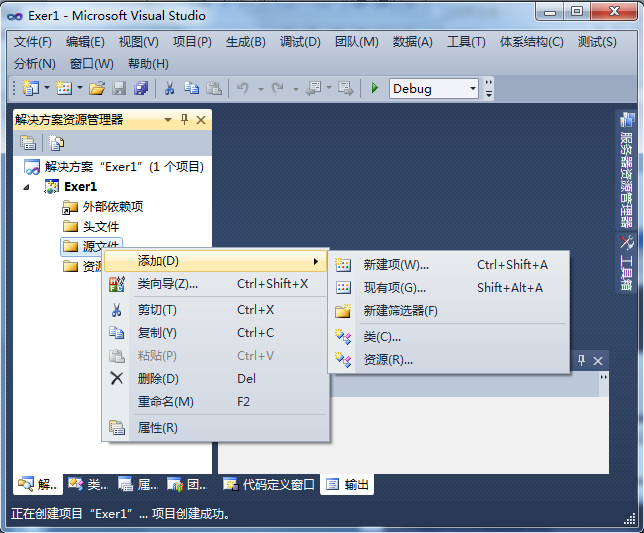 Exer1 - Microsoft Visual Studio
文件(F) 编辑(E) 视图(V) 项目(P) 生成(B) 调试(D) 团队(M) 数据(A) 工具(T) 体系结构(C) 测试(S)
分析(N) 窗口(W) 帮助(H)
Debug
解决方案资源管理器
解决方案“Exer1”(1 个项目)
Exer1
外部依赖项
头文件
源文件
资源
添加(D)
类向导(Z)... Ctrl+Shift+X
剪切(T) Ctrl+X
复制(Y) Ctrl+C
粘贴(P) Ctrl+V
删除(D) Del
重命名(M) F2
属性(R)
新建项(W)... Ctrl+Shift+A
现有项(G)... Shift+Alt+A
新建筛选器(F)
类(C)...
资源(R)...
服务器资源管理器
工具箱
解... 类... 属... 团... 代码定义窗口 输出
正在创建项目“Exer1”... 项目创建成功。